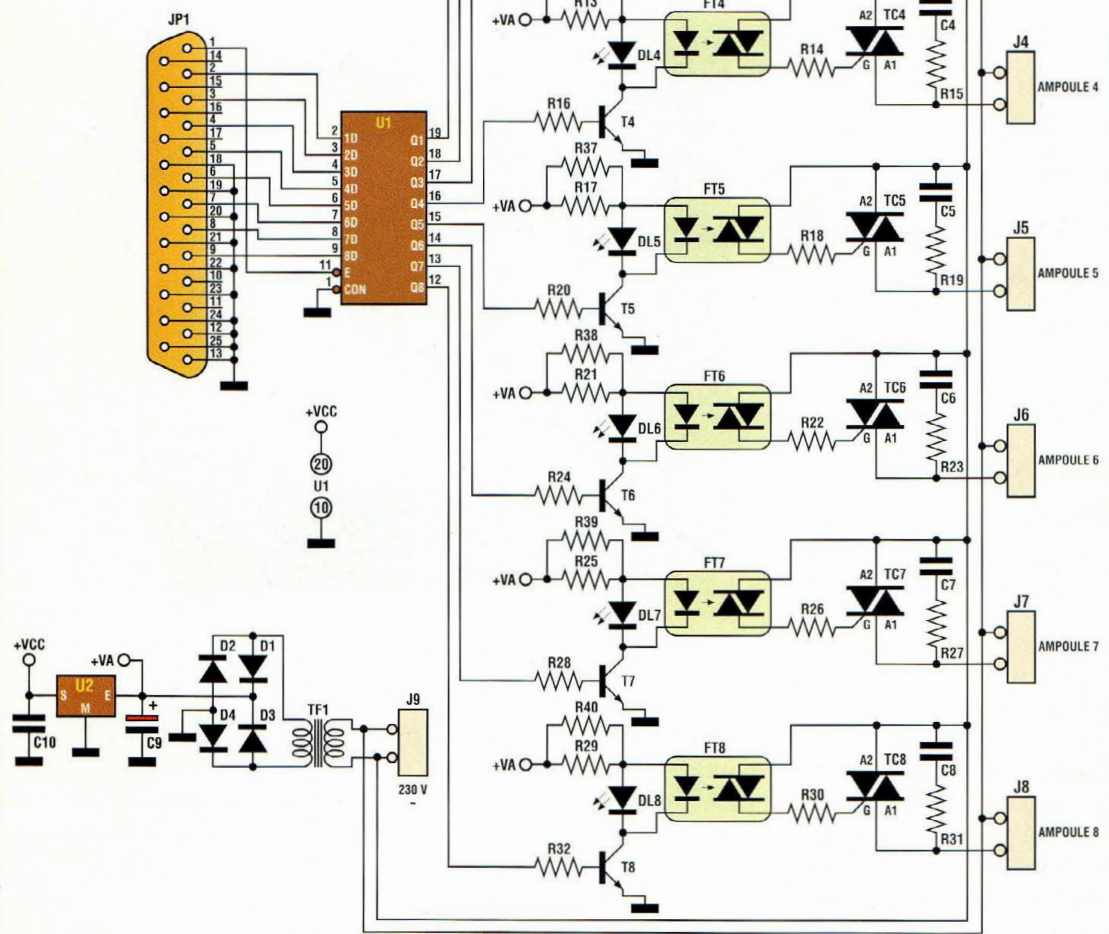 JP1
1
14
2
15
3
16
4
17
5
18
6
19
7
20
8
21
9
22
10
23
11
24
12
25
13
U1
2 1D Q1 19
3 2D Q2 18
4 3D Q3 17
5 4D Q4 16
6 5D Q5 15
7 6D Q6 14
8 7D Q7 13
9 8D Q8 12
11 E
1 CON
+VCC
20
U1
10
+VCC
+VA
U2
S E
M
C10
+
C9
D2 D1
D4 D3
TF1
J9
230 V
~
R13
+VA
FT4
DL4
R14
A2 TC4
G A1
C4
R15
J4
AMPOULE 4
R16
T4
R37
+VA
R17
FT5
DL5
R18
A2 TC5
G A1
C5
R19
J5
AMPOULE 5
R20
T5
R38
+VA
R21
FT6
DL6
R22
A2 TC6
G A1
C6
R23
J6
AMPOULE 6
R24
T6
R39
+VA
R25
FT7
DL7
R26
A2 TC7
G A1
C7
R27
J7
AMPOULE 7
R28
T7
R40
+VA
R29
FT8
DL8
R30
A2 TC8
G A1
C8
R31
J8
AMPOULE 8
R32
T8